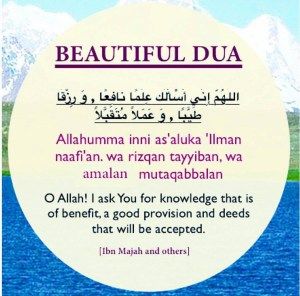 BEAUTIFUL DUA
اللهُمَّ إِنِي أَسْأَلُكَ عِلْمًا نَافِعًا , وَ رِزْقًا
طَيِّبًا , وَ عَمَلاً مُتَقَبَّلاً
Allahumma inni as'aluka 'Ilman
naafi'an. wa rizqan tayyiban, wa
amalan mutaqabbalan
O Allah! I ask You for knowledge that is
of benefit, a good provision and deeds
that will be accepted.
[Ibn Majah and others]